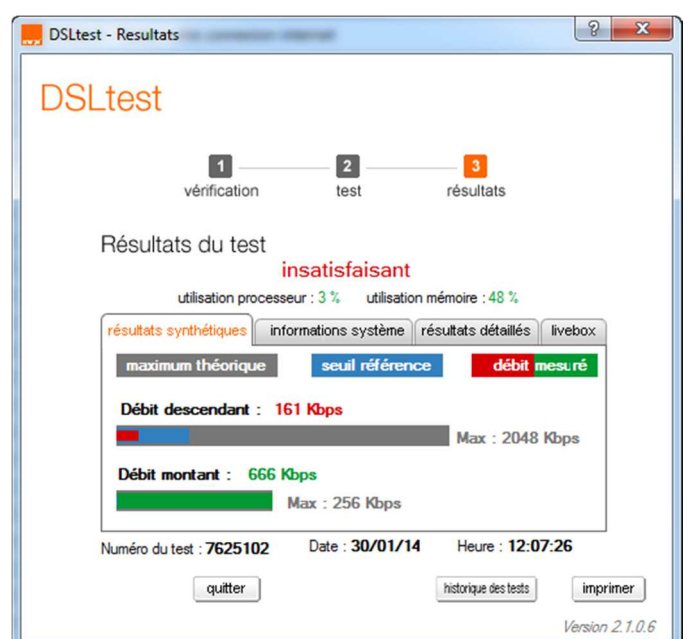 DSLtest - Resultats
DSLtest
1 2 3
vérification test résultats
Résultats du test
insatisfaisant
utilisation processeur : 3 % utilisation mémoire : 48 %
résultats synthétiques informations système résultats détaillés livebox
maximum théorique seuil référence débit mesuré
Débit descendant : 161 Kbps
Max : 2048 Kbps
Débit montant : 666 Kbps
Max : 256 Kbps
Numéro du test : 7625102 Date : 30/01/14 Heure : 12:07:26
quitter historique des tests imprimer
Version 2.1.0.6